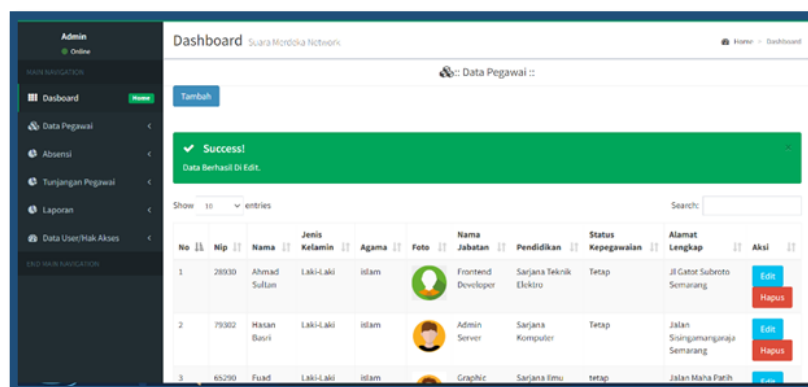 Admin
Online
MAIN NAVIGATION
Dasboard Home
Data Pegawai
Absensi
Tunjangan Pegawai
Laporan
Data User/Hak Akses
END MAIN NAVIGATION
Dashboard Suara Merdeka Network
Home > Dashboard
:: Data Pegawai ::
Tambah
Success!
Data Berhasil Di Edit.
Show 10 entries
Search:
No Nip Nama Jenis Kelamin Agama Foto Nama Jabatan Pendidikan Status Kepegawaian Alamat Lengkap Aksi
1 28930 Ahmad Sultan Laki-Laki islam Frontend Developer Sarjana Teknik Elektro Tetap Jl Gatot Subroto Semarang Edit Hapus
2 79302 Hasan Basri Laki-Laki islam Admin Server Sarjana Komputer Tetap Jalan Sisingamangaraja Semarang Edit Hapus
3 65290 Fuad Laki-Laki islam Graphic Sarjana Ilmu tetap Jalan Maha Patih Edit